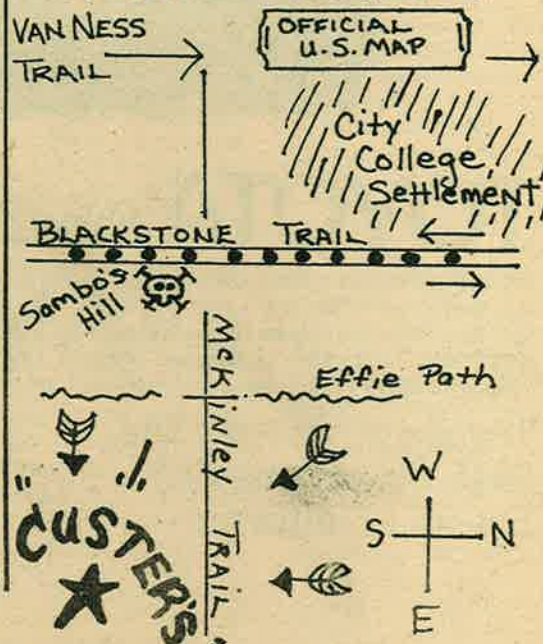 VAN NESS
TRAIL
OFFICIAL
U.S. MAP
City
College
Settlement
BLACKSTONE TRAIL
Sambo's
Hill
McKinley TRAIL
Effie Path
W
S N
E
"CUSTER'S"